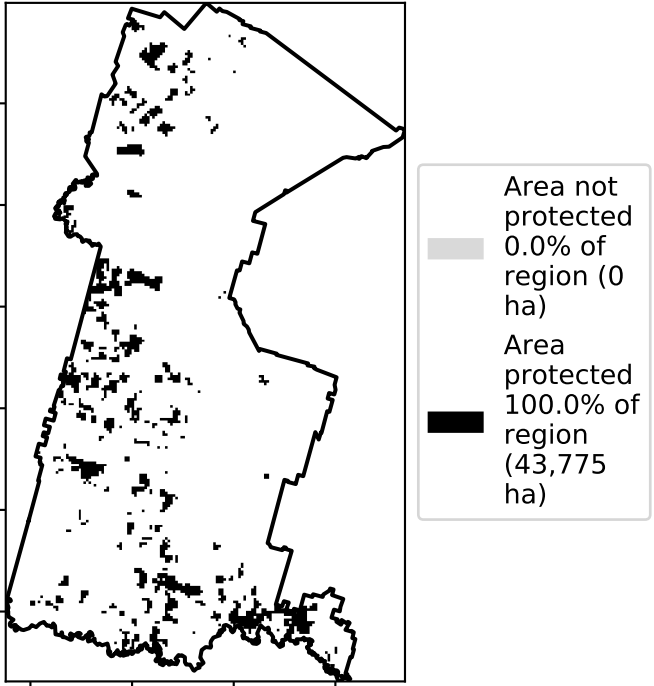 Area not
protected
0.0% of
region (0
ha)
Area
protected
100.0% of
region
(43,775
ha)